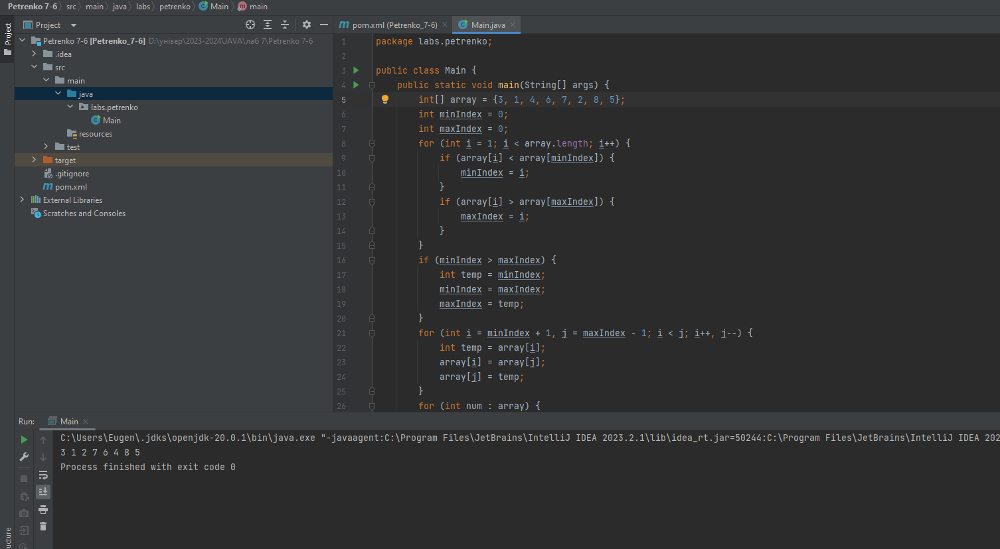 Petrenko 7-6 src main java labs petrenko Main main
Project
Project
pom.xml (Petrenko_7-6)
Main.java
Petrenko 7-6 [Petrenko_7-6] D:\універ\2023-2024\JAVA\лаб 7\Petrenko 7-6
.idea
src
main
java
labs.petrenko
Main
resources
test
target
.gitignore
pom.xml
External Libraries
Scratches and Consoles
1 package labs.petrenko;
2
3 public class Main {
4 public static void main(String[] args) {
5 int[] array = {3, 1, 4, 6, 7, 2, 8, 5};
6 int minIndex = 0;
7 int maxIndex = 0;
8 for (int i = 1; i < array.length; i++) {
9 if (array[i] < array[minIndex]) {
10 minIndex = i;
11 }
12 if (array[i] > array[maxIndex]) {
13 maxIndex = i;
14 }
15 }
16 if (minIndex > maxIndex) {
17 int temp = minIndex;
18 minIndex = maxIndex;
19 maxIndex = temp;
20 }
21 for (int i = minIndex + 1, j = maxIndex - 1; i < j; i++, j--) {
22 int temp = array[i];
23 array[i] = array[j];
24 array[j] = temp;
25 }
26 for (int num : array) {
Run: Main
C:\Users\Eugen\.jdks\openjdk-20.0.1\bin\java.exe "-javaagent:C:\Program Files\JetBrains\IntelliJ IDEA 2023.2.1\lib\idea_rt.jar=50244:C:\Program Files\JetBrains\IntelliJ IDEA 202
3 1 2 7 6 4 8 5
Process finished with exit code 0
ucture